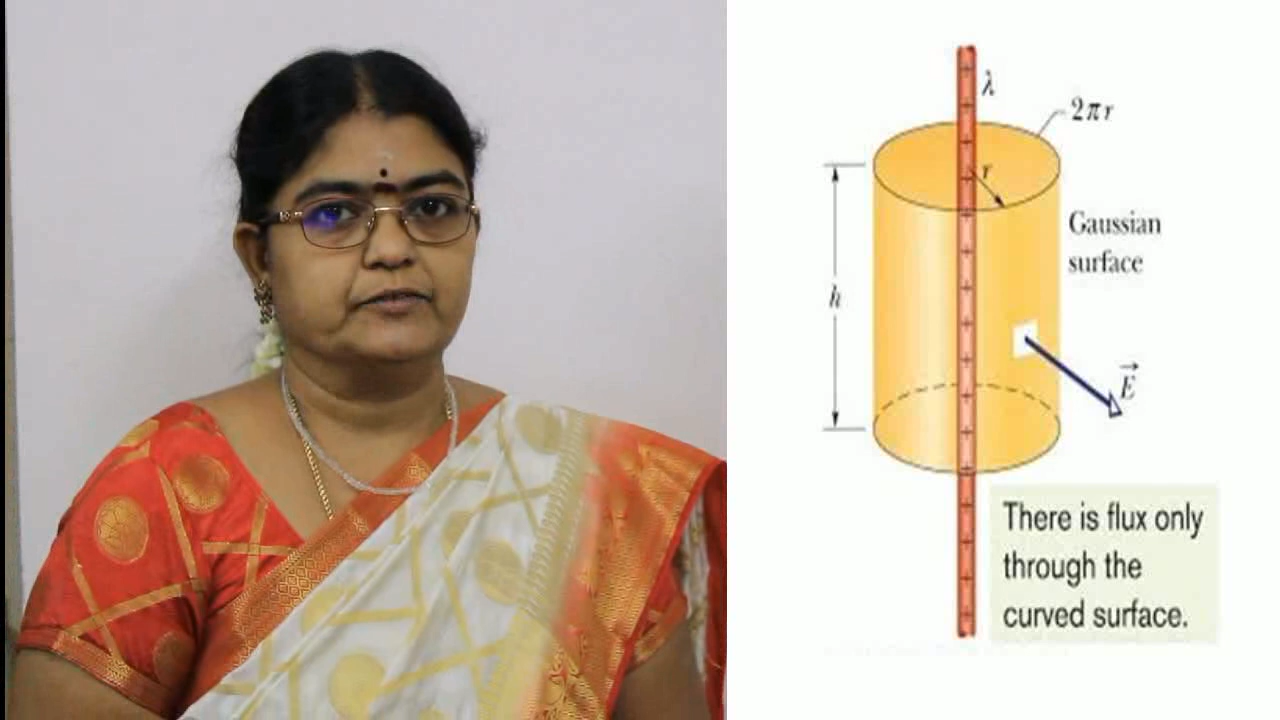 λ
2πr
r
Gaussian
surface
h
E⃗
There is flux only
through the
curved surface.